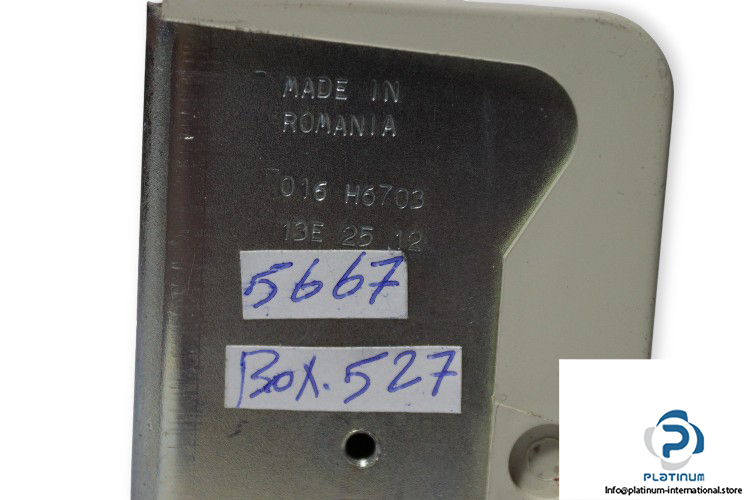 MADE IN
ROMANIA
016 H6703
13E 25 12
5667
Box.527
PLATINUM
Info@platinum-international.store